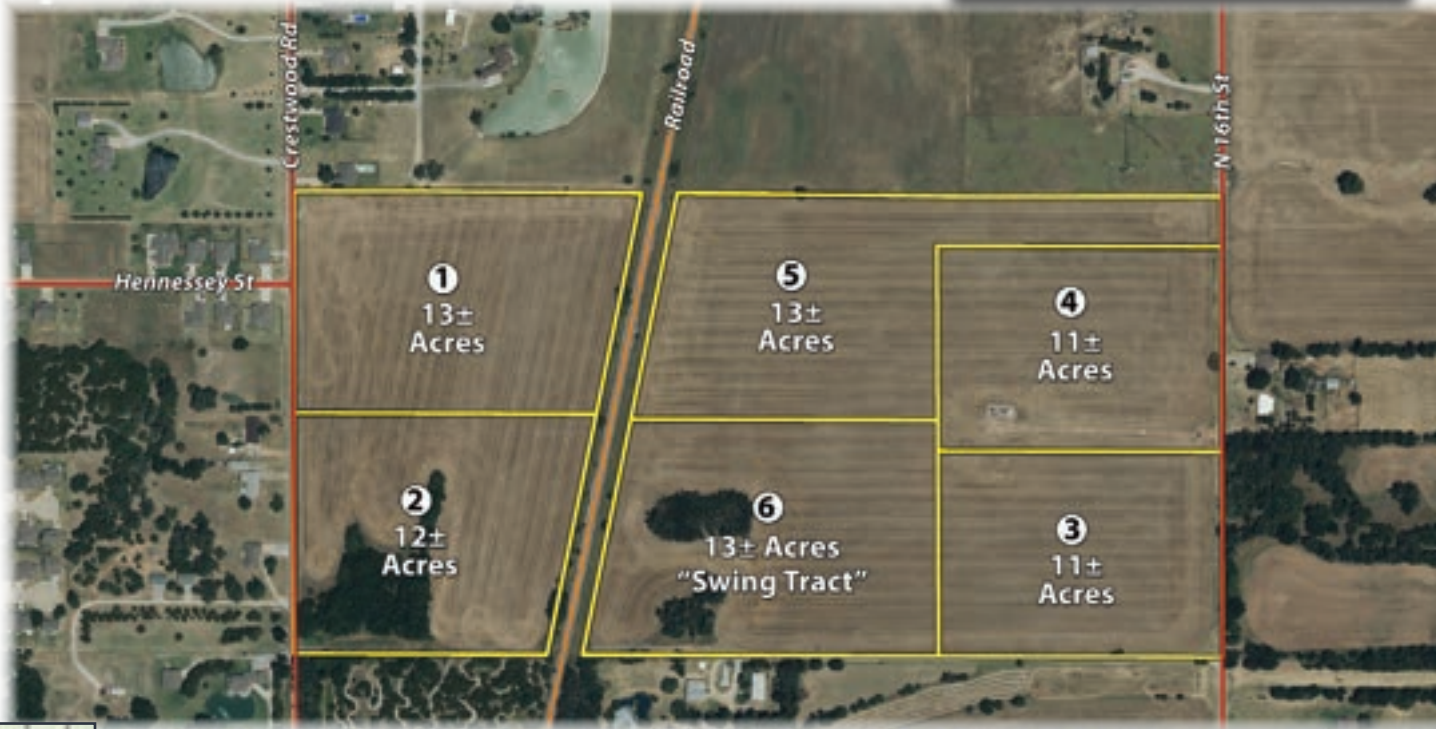 Crestwood Rd
Railroad
N 16th St
Hennessey St
1
13±
Acres
5
13±
Acres
4
11±
Acres
2
12±
Acres
6
13± Acres
"Swing Tract"
3
11±
Acres